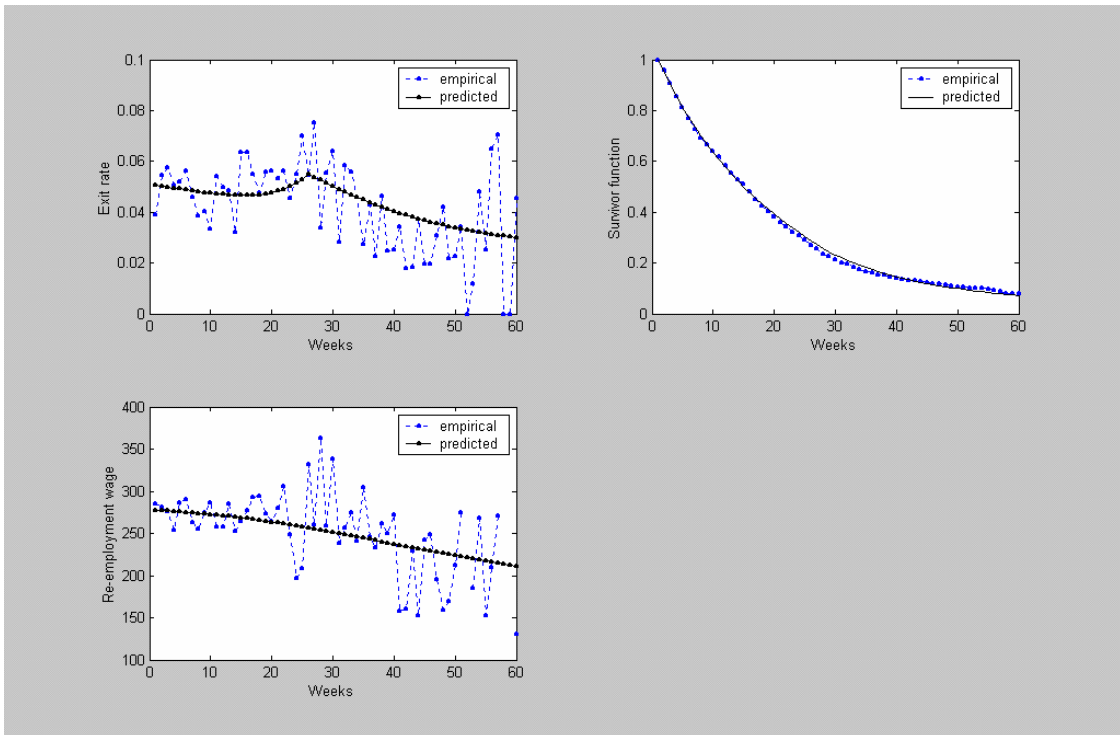 0.1
0.08
0.06
0.04
0.02
0
Exit rate
empirical
predicted
0 10 20 30 40 50 60
Weeks
1
0.8
0.6
0.4
0.2
0
Survivor function
empirical
predicted
0 10 20 30 40 50 60
Weeks
400
350
300
250
200
150
100
Re-employment wage
empirical
predicted
0 10 20 30 40 50 60
Weeks